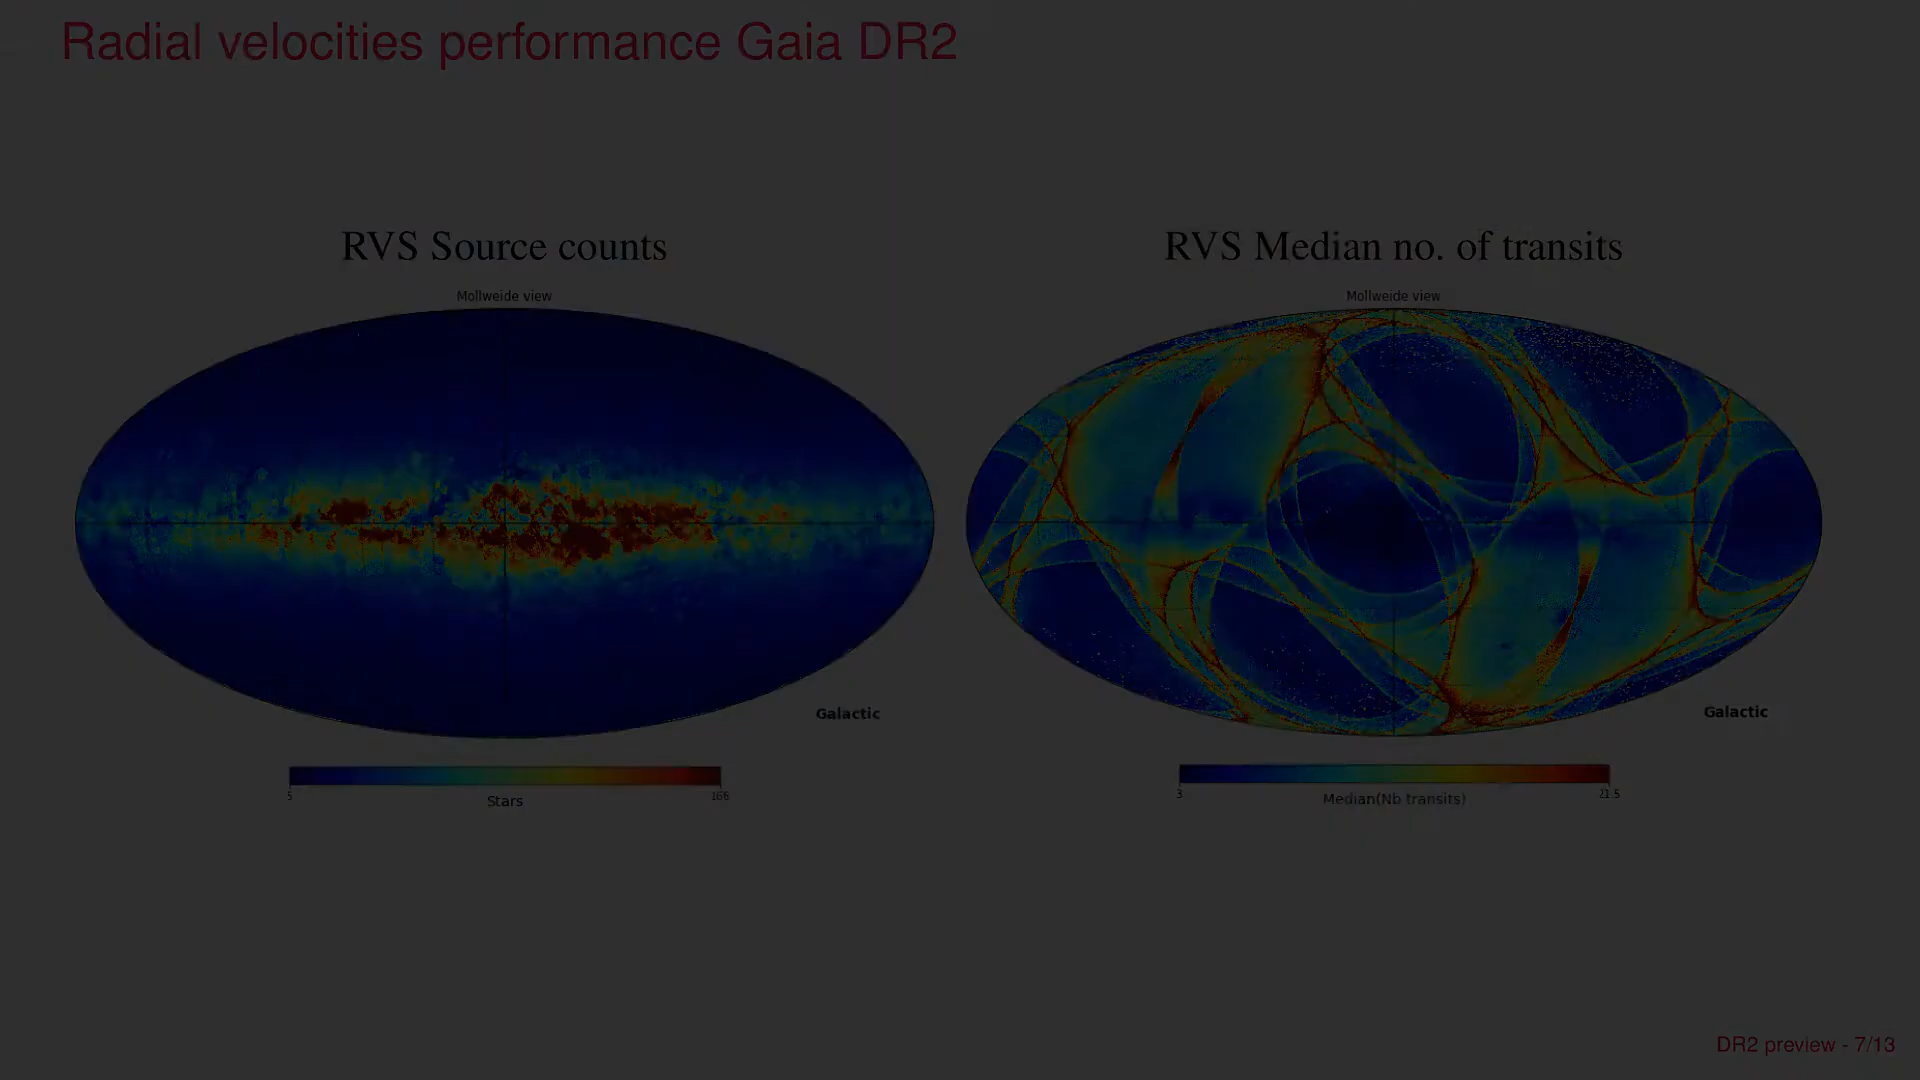 Radial velocities performance Gaia DR2
RVS Source counts
Mollweide view
Galactic
5
166
Stars
RVS Median no. of transits
Mollweide view
Galactic
3
21.5
Median(Nb transits)
DR2 preview - 7/13